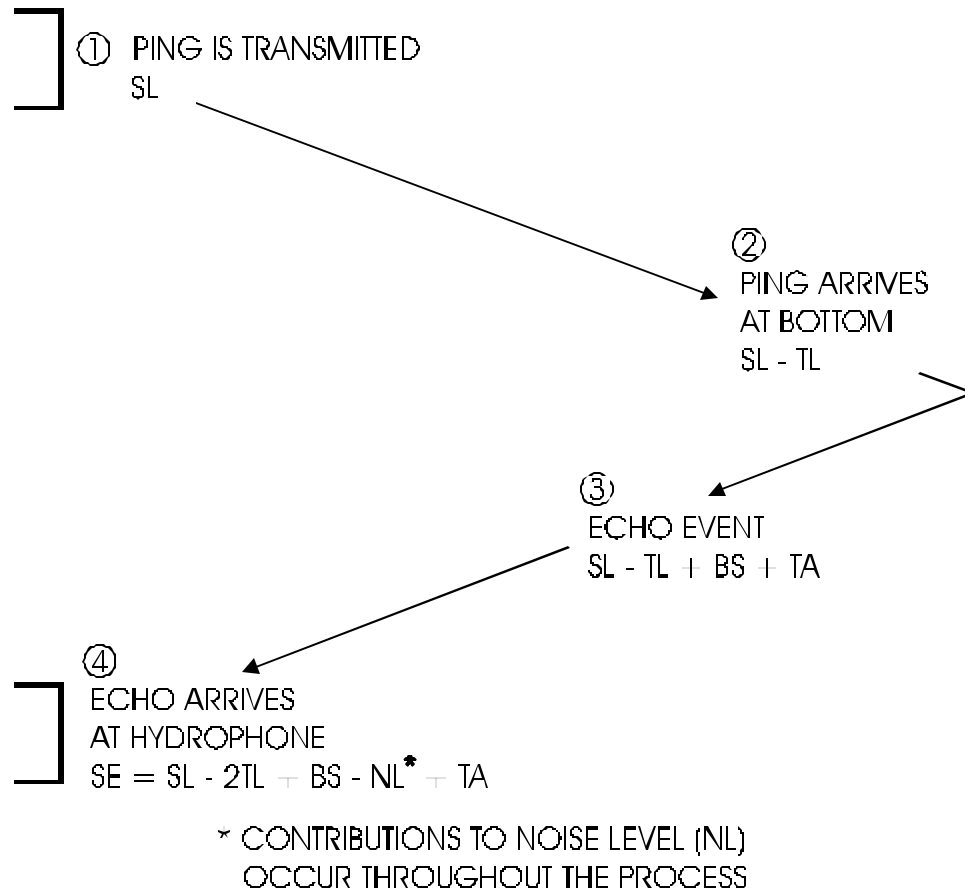 ① PING IS TRANSMITTED
SL
②
PING ARRIVES
AT BOTTOM
SL - TL
③
ECHO EVENT
SL - TL + BS + TA
④
ECHO ARRIVES
AT HYDROPHONE
SE = SL - 2TL + BS - NL* + TA
* CONTRIBUTIONS TO NOISE LEVEL (NL)
OCCUR THROUGHOUT THE PROCESS